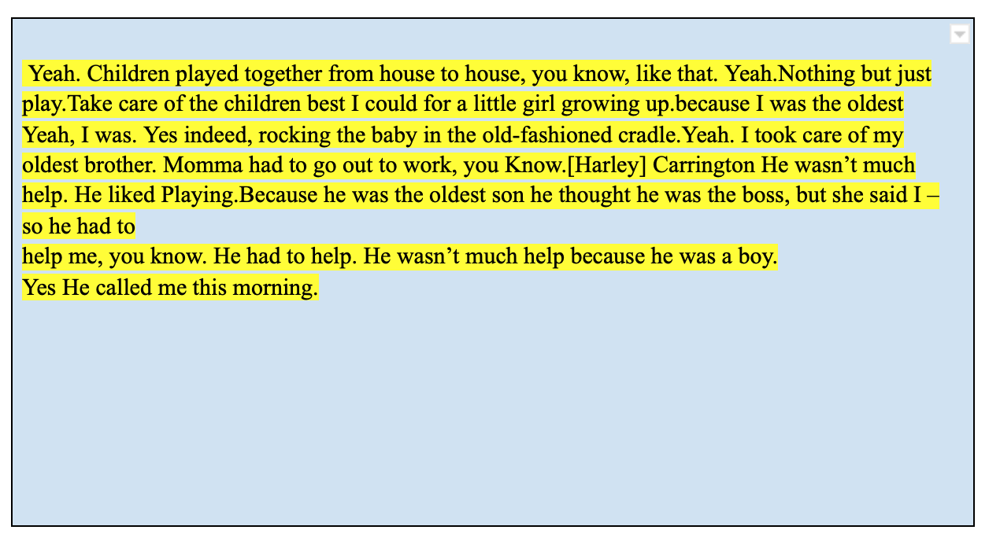 Yeah. Children played together from house to house, you know, like that. Yeah.Nothing but just
play.Take care of the children best I could for a little girl growing up.because I was the oldest
Yeah, I was. Yes indeed, rocking the baby in the old-fashioned cradle.Yeah. I took care of my
oldest brother. Momma had to go out to work, you Know.[Harley] Carrington He wasn’t much
help. He liked Playing.Because he was the oldest son he thought he was the boss, but she said I –
so he had to
help me, you know. He had to help. He wasn’t much help because he was a boy.
Yes He called me this morning.